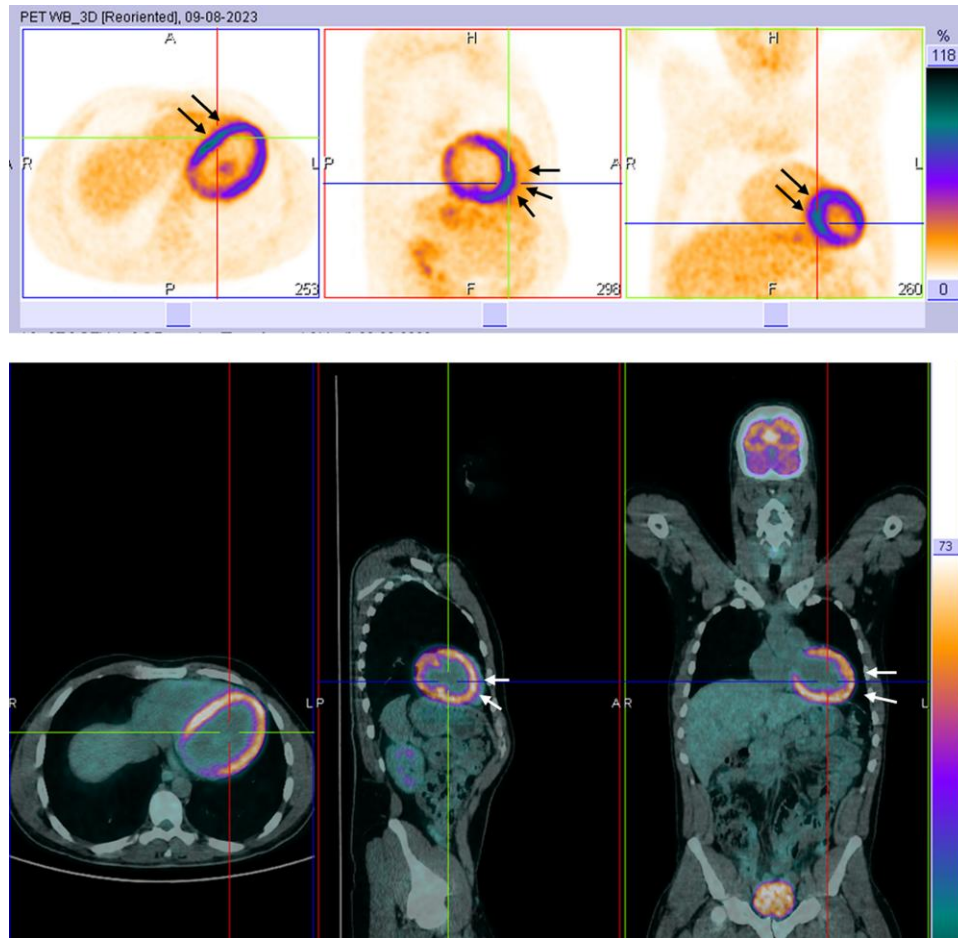 PET WB_3D [Reoriented], 09-08-2023
%
118
A
H
H
R
L
P
A
R
L
P
253
F
298
F
260
0
73
R
L
P
A
R
L